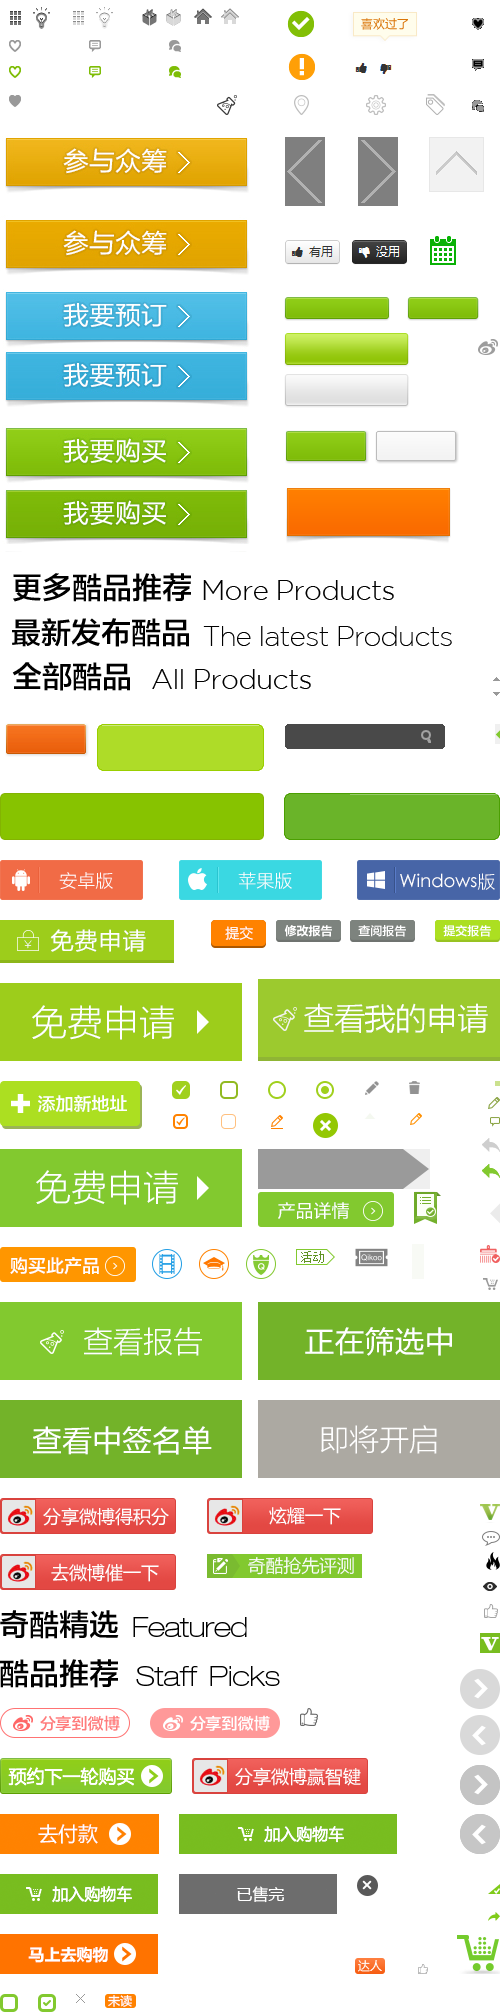 喜欢过了
参与众筹
参与众筹
有用
没用
我要预订
我要预订
我要购买
我要购买
更多酷品推荐 More Products
最新发布酷品 The latest Products
全部酷品 All Products
安卓版
苹果版
Windows版
免费申请
提交
修改报告
查阅报告
提交报告
免费申请
查看我的申请
添加新地址
免费申请
产品详情
购买此产品
活动
Qikoo
查看报告
正在筛选中
查看中签名单
即将开启
分享微博得积分
炫耀一下
去微博催一下
奇酷抢先评测
奇酷精选 Featured
酷品推荐 Staff Picks
分享到微博
分享到微博
预约下一轮购买
分享微博赢智键
去付款
加入购物车
加入购物车
已售完
马上去购物
达人
未读